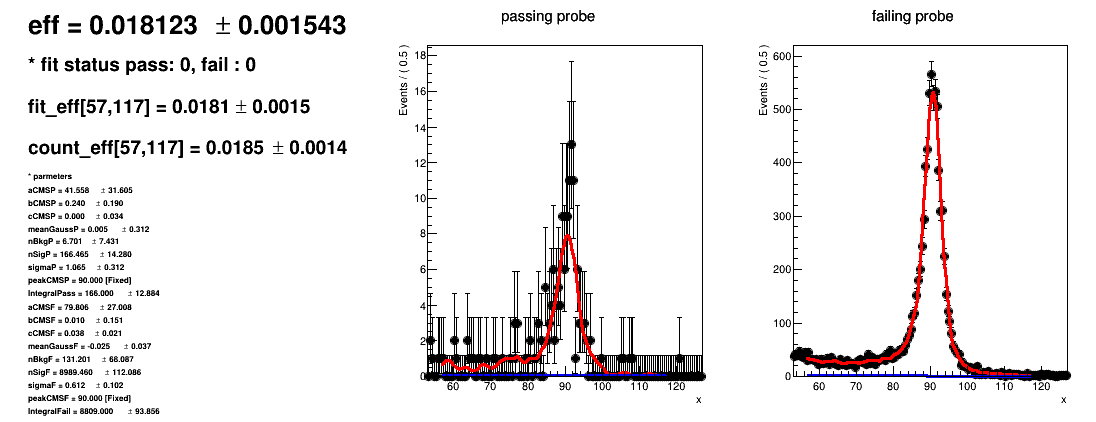 eff = 0.018123 ± 0.001543
* fit status pass: 0, fail : 0
fit_eff[57,117] = 0.0181 ± 0.0015
count_eff[57,117] = 0.0185 ± 0.0014
* parmeters
aCMSP = 41.558 ± 31.605
bCMSP = 0.240 ± 0.190
cCMSP = 0.000 ± 0.034
meanGaussP = 0.005 ± 0.312
nBkgP = 6.701 ± 7.431
nSigP = 166.465 ± 14.280
sigmaP = 1.065 ± 0.312
peakCMSP = 90.000 [Fixed]
IntegralPass = 166.000 ± 12.884
aCMSF = 79.806 ± 27.008
bCMSF = 0.010 ± 0.151
cCMSF = 0.038 ± 0.021
meanGaussF = -0.025 ± 0.037
nBkgF = 131.201 ± 68.087
nSigF = 8989.460 ± 112.086
sigmaF = 0.612 ± 0.102
peakCMSF = 90.000 [Fixed]
IntegralFail = 8809.000 ± 93.856
passing probe
Events / ( 0.5 )
18
16
14
12
10
8
6
4
2
0
60 70 80 90 100 110 120
x
failing probe
Events / ( 0.5 )
600
500
400
300
200
100
0
60 70 80 90 100 110 120
x